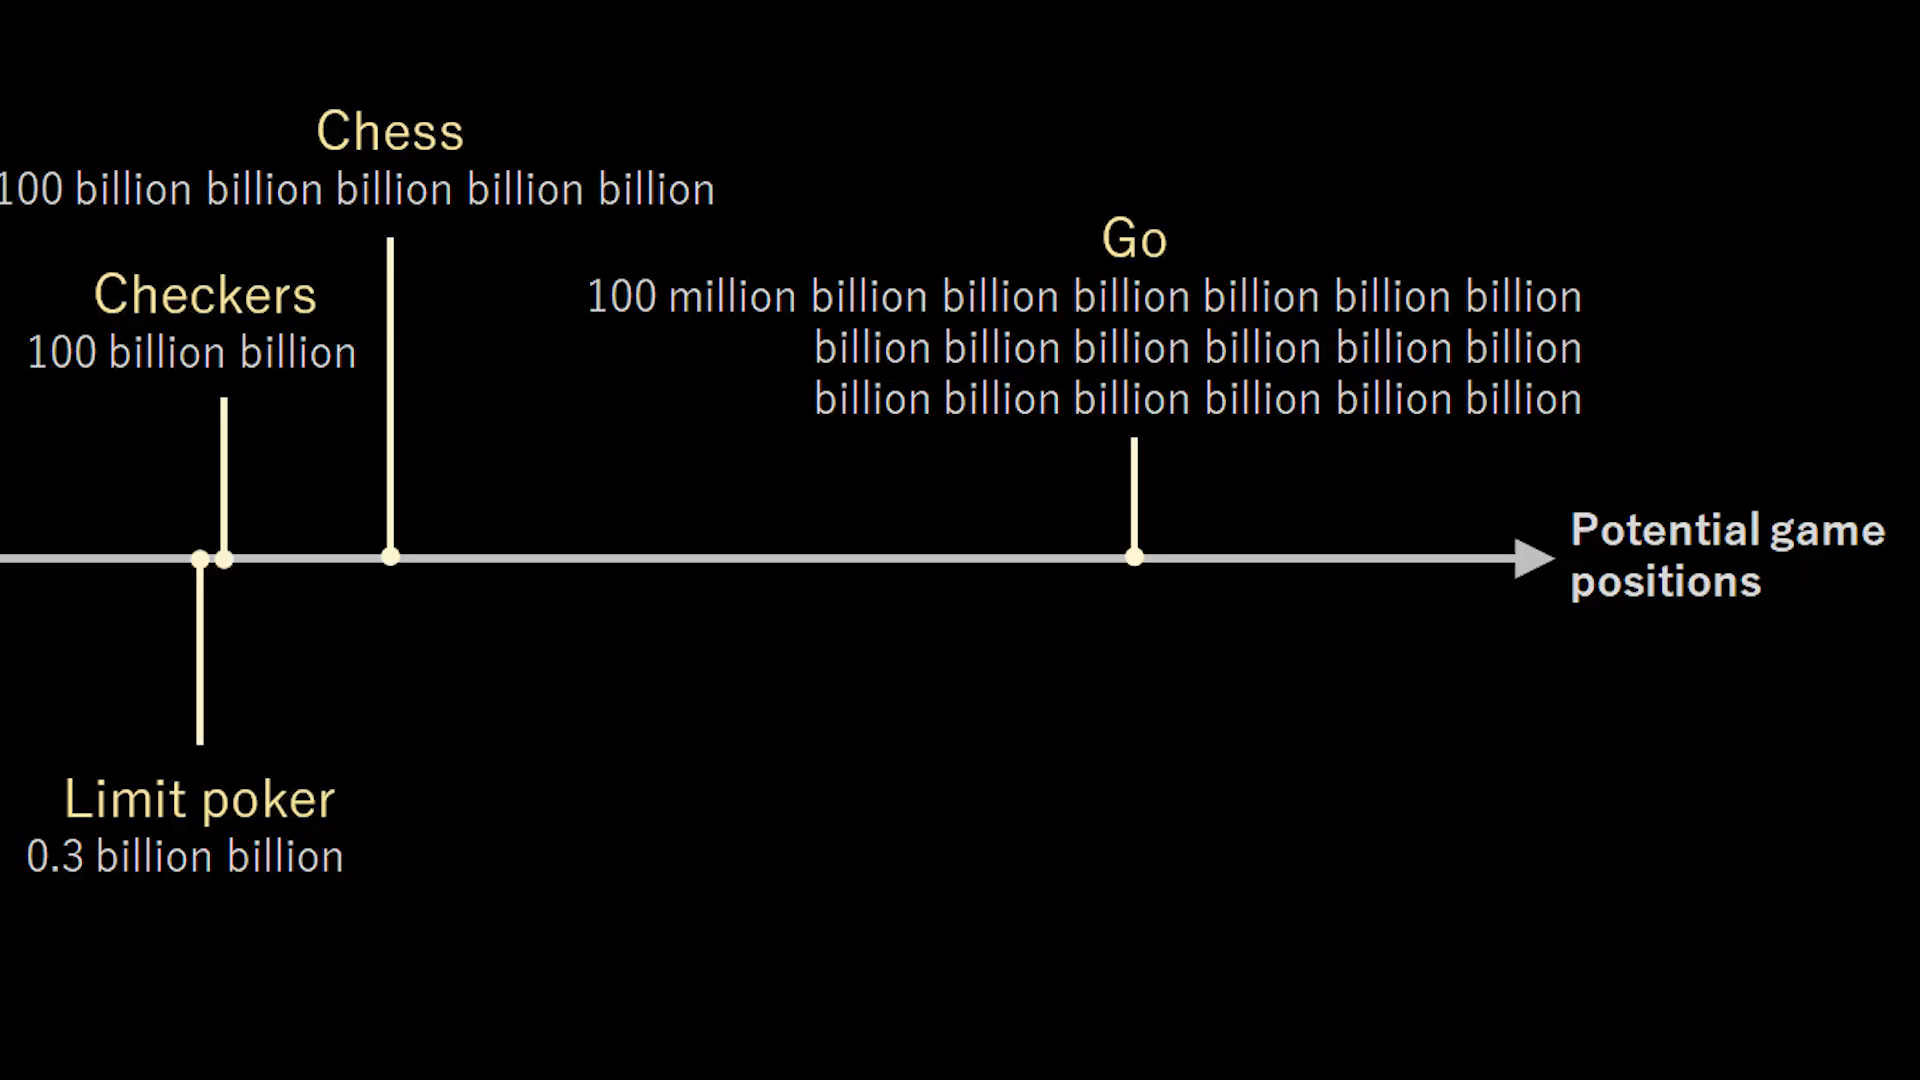 Chess
100 billion billion billion billion billion
Checkers
100 billion billion
Go
100 million billion billion billion billion billion billion
billion billion billion billion billion billion
billion billion billion billion billion billion
Potential game
positions
Limit poker
0.3 billion billion